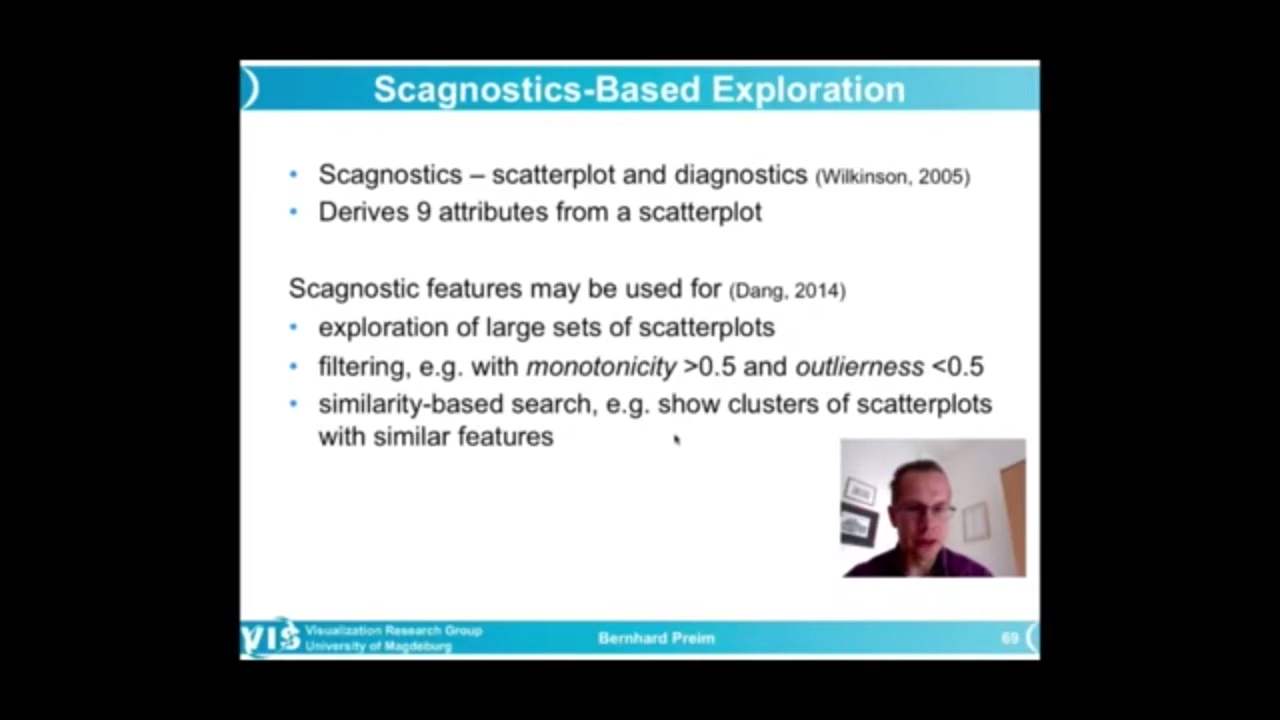 Scagnostics-Based Exploration
• Scagnostics – scatterplot and diagnostics (Wilkinson, 2005)
• Derives 9 attributes from a scatterplot
Scagnostic features may be used for (Dang, 2014)
• exploration of large sets of scatterplots
• filtering, e.g. with monotonicity >0.5 and outlierness <0.5
• similarity-based search, e.g. show clusters of scatterplots
with similar features
VIS
Visualization Research Group
University of Magdeburg
Bernhard Preim
69